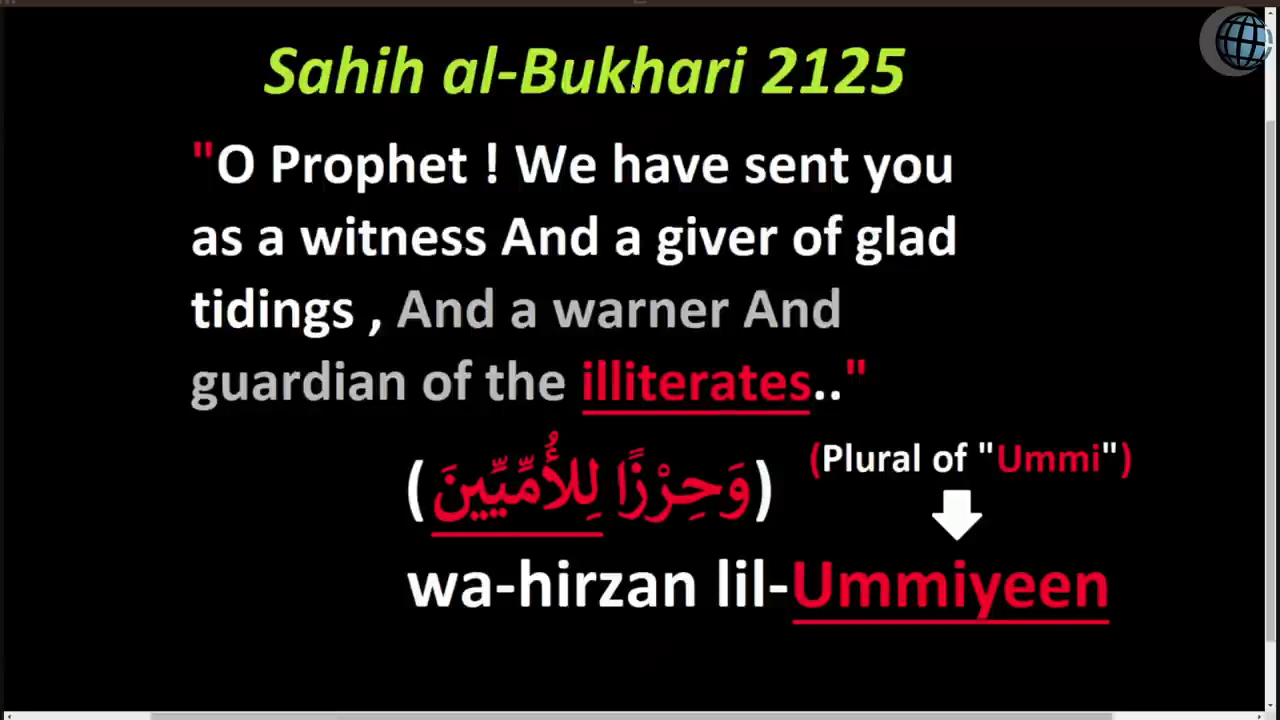 Sahih al-Bukhari 2125
"O Prophet ! We have sent you
as a witness And a giver of glad
tidings , And a warner And
guardian of the illiterates.."
(وَحِرْزًا لِلأُمِّيِّينَ) (Plural of "Ummi")
wa-hirzan lil-Ummiyeen